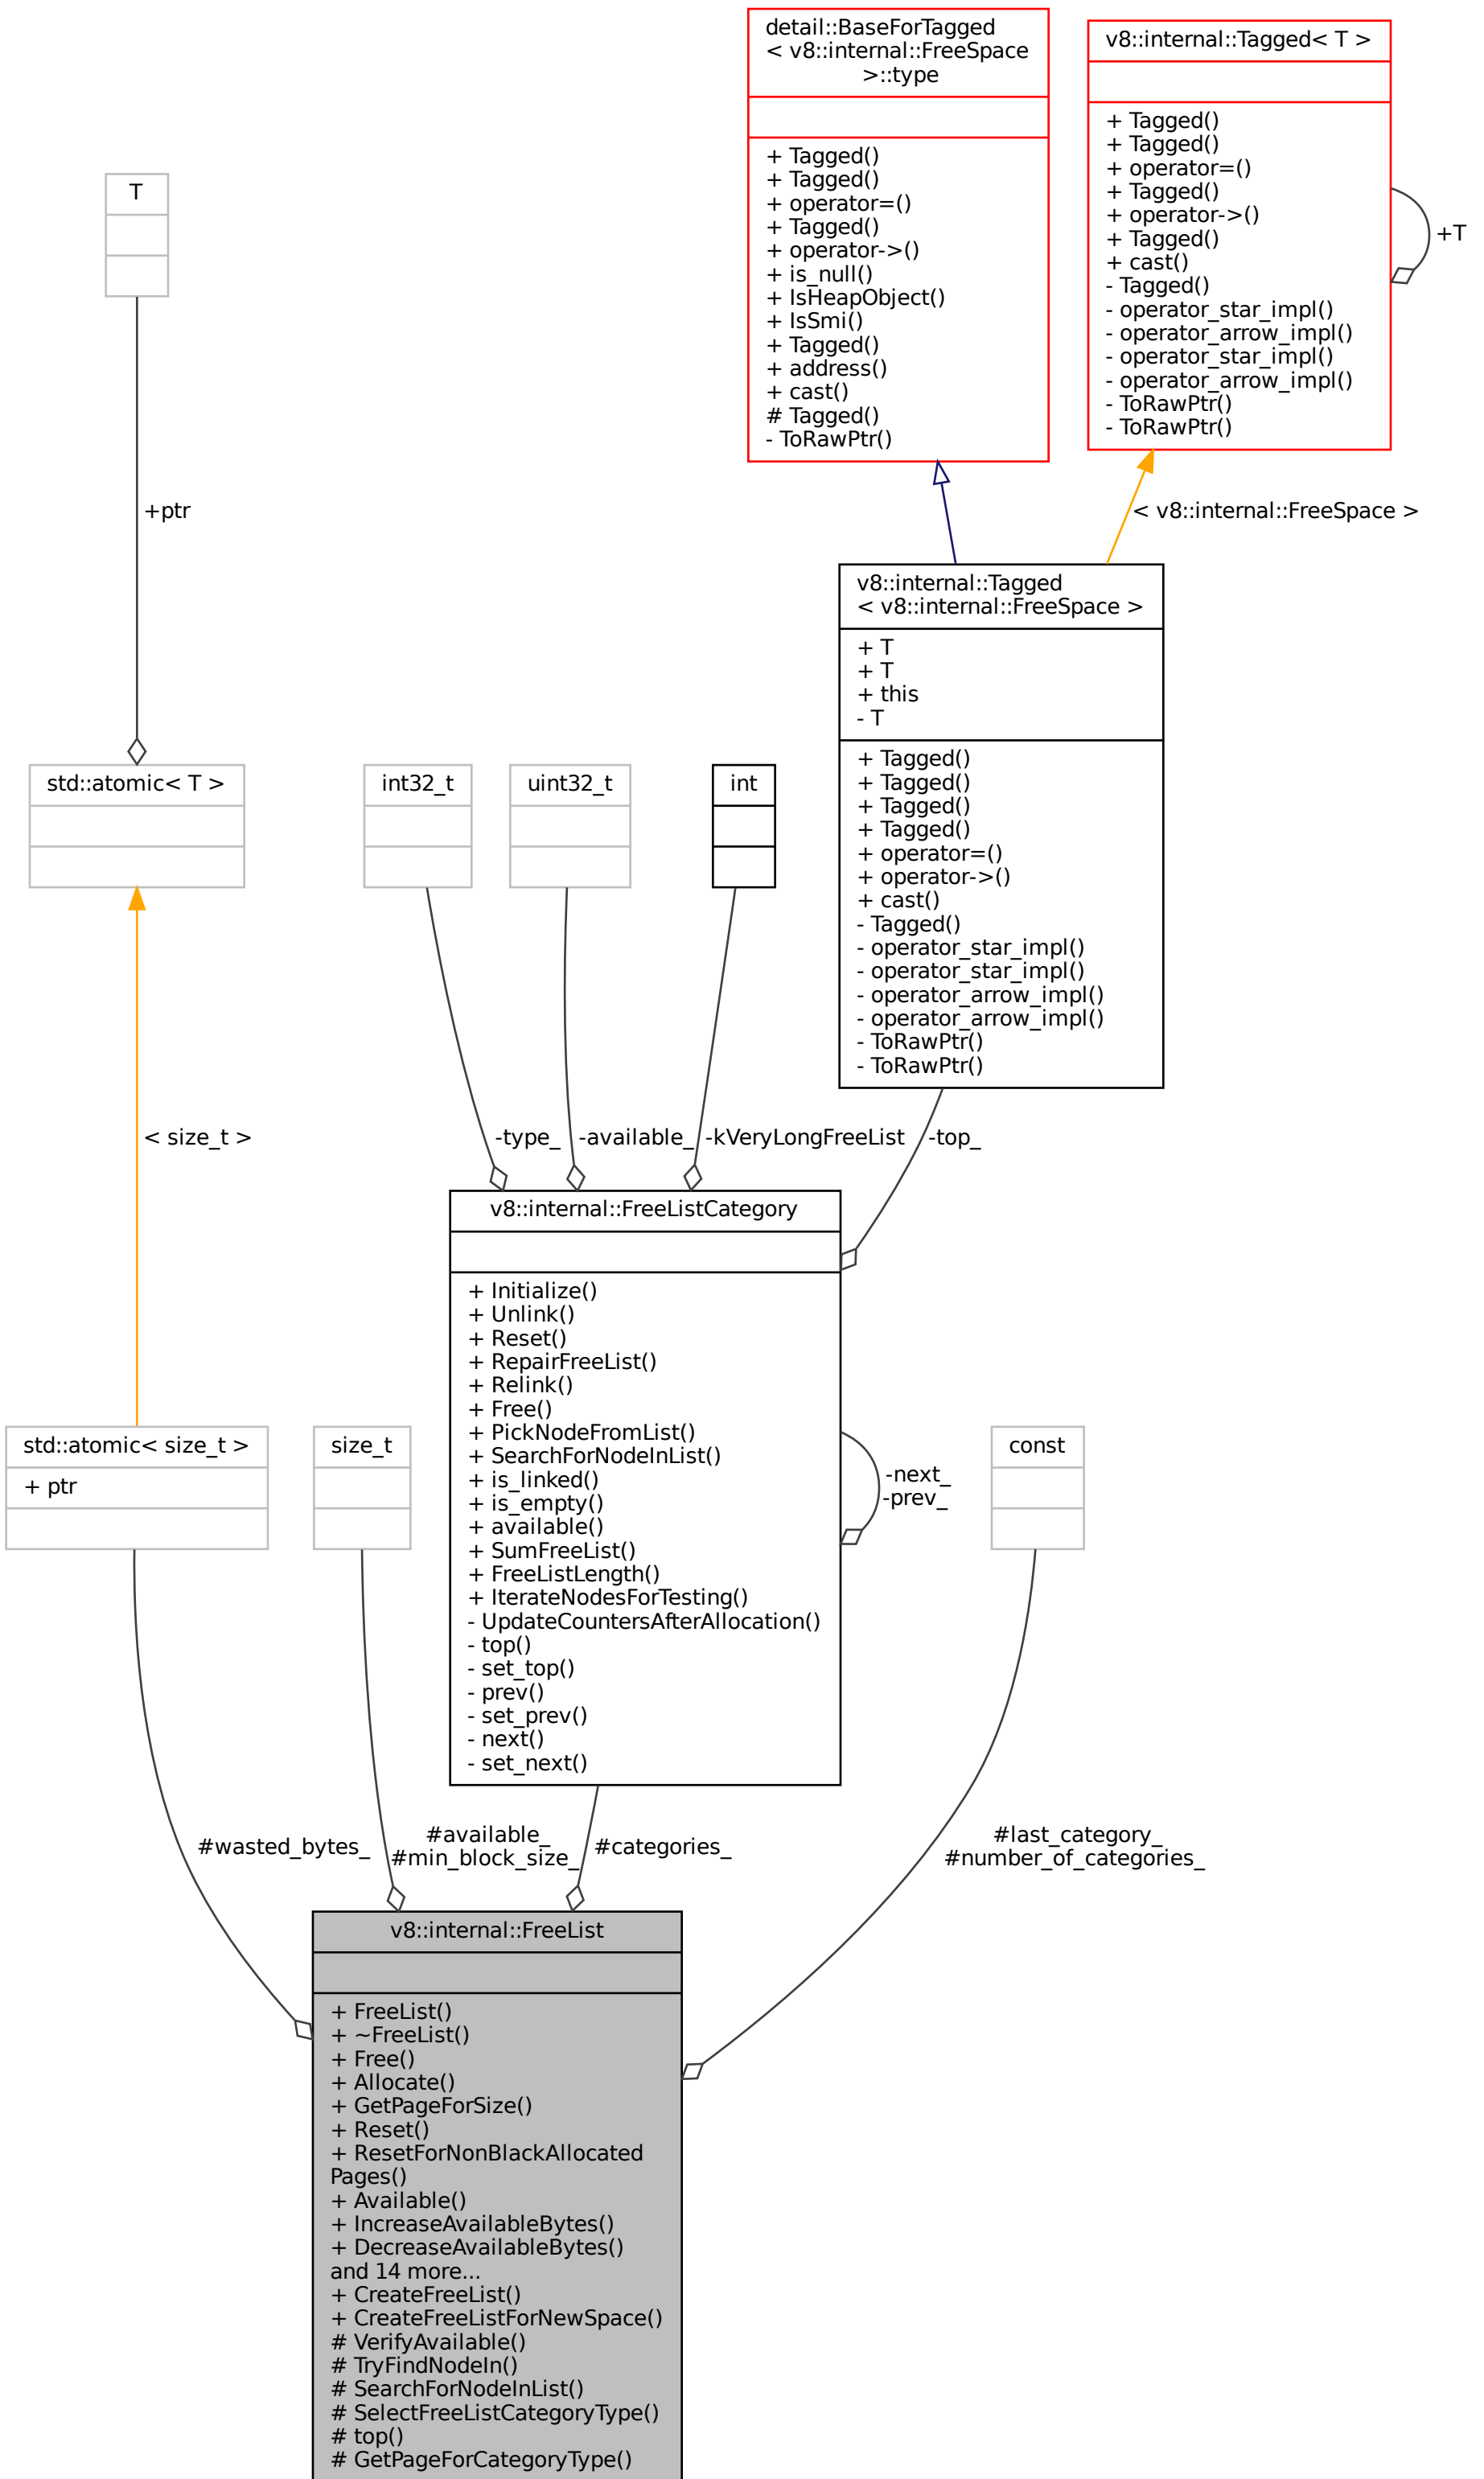 detail::BaseForTagged
< v8::internal::FreeSpace
>::type
+ Tagged()
+ Tagged()
+ operator=()
+ Tagged()
+ operator->()
+ is_null()
+ IsHeapObject()
+ IsSmi()
+ Tagged()
+ address()
+ cast()
# Tagged()
- ToRawPtr()
v8::internal::Tagged< T >
+ Tagged()
+ Tagged()
+ operator=()
+ Tagged()
+ operator->()
+ Tagged()
+ cast()
- Tagged()
- operator_star_impl()
- operator_arrow_impl()
- operator_star_impl()
- operator_arrow_impl()
- ToRawPtr()
- ToRawPtr()
+T
T
+ptr
< v8::internal::FreeSpace >
v8::internal::Tagged
< v8::internal::FreeSpace >
+ T
+ T
+ this
- T
+ Tagged()
+ Tagged()
+ Tagged()
+ Tagged()
+ operator=()
+ operator->()
+ cast()
- Tagged()
- operator_star_impl()
- operator_star_impl()
- operator_arrow_impl()
- operator_arrow_impl()
- ToRawPtr()
- ToRawPtr()
std::atomic< T >
int32_t
uint32_t
int
< size_t >
-type_
-available_
-kVeryLongFreeList
-top_
v8::internal::FreeListCategory
+ Initialize()
+ Unlink()
+ Reset()
+ RepairFreeList()
+ Relink()
+ Free()
+ PickNodeFromList()
+ SearchForNodeInList()
+ is_linked()
+ is_empty()
+ available()
+ SumFreeList()
+ FreeListLength()
+ IterateNodesForTesting()
- UpdateCountersAfterAllocation()
- top()
- set_top()
- prev()
- set_prev()
- next()
- set_next()
-next_
-prev_
std::atomic< size_t >
+ ptr
size_t
const
#wasted_bytes_
#available_
#min_block_size_
#categories_
#last_category_
#number_of_categories_
v8::internal::FreeList
+ FreeList()
+ ~FreeList()
+ Free()
+ Allocate()
+ GetPageForSize()
+ Reset()
+ ResetForNonBlackAllocated
Pages()
+ Available()
+ IncreaseAvailableBytes()
+ DecreaseAvailableBytes()
and 14 more...
+ CreateFreeList()
+ CreateFreeListForNewSpace()
# VerifyAvailable()
# TryFindNodeIn()
# SearchForNodeInList()
# SelectFreeListCategoryType()
# top()
# GetPageForCategoryType()